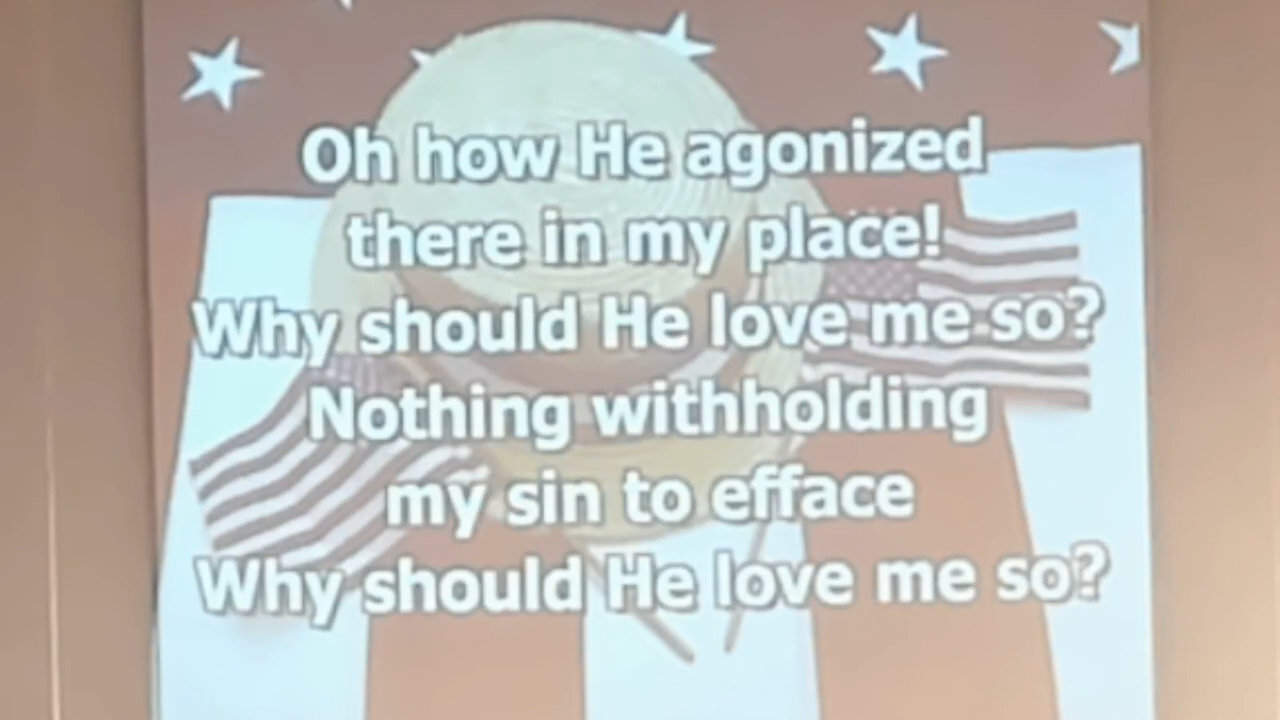 Oh how He agonized
there in my place!
Why should He love me so?
Nothing withholding
my sin to efface
Why should He love me so?